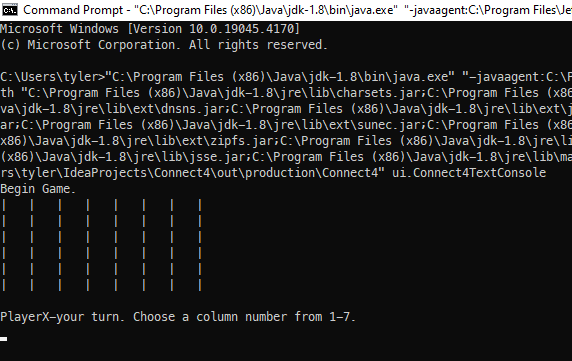 Command Prompt - "C:\Program Files (x86)\Java\jdk-1.8\bin\java.exe" "-javaagent:C:\Program Files\Je
Microsoft Windows [Version 10.0.19045.4170]
(c) Microsoft Corporation. All rights reserved.
C:\Users\tyler>"C:\Program Files (x86)\Java\jdk-1.8\bin\java.exe" "-javaagent:C:\P
th "C:\Program Files (x86)\Java\jdk-1.8\jre\lib\charsets.jar;C:\Program Files (x86
va\jdk-1.8\jre\lib\ext\dnsns.jar;C:\Program Files (x86)\Java\jdk-1.8\jre\lib\ext\j
ar;C:\Program Files (x86)\Java\jdk-1.8\jre\lib\ext\sunec.jar;C:\Program Files (x86
x86)\Java\jdk-1.8\jre\lib\ext\zipfs.jar;C:\Program Files (x86)\Java\jdk-1.8\jre\li
(x86)\Java\jdk-1.8\jre\lib\jsse.jar;C:\Program Files (x86)\Java\jdk-1.8\jre\lib\ma
rs\tyler\IdeaProjects\Connect4\out\production\Connect4" ui.Connect4TextConsole
Begin Game.
| | | | | | | |
| | | | | | | |
| | | | | | | |
| | | | | | | |
| | | | | | | |
| | | | | | | |
PlayerX-your turn. Choose a column number from 1-7.